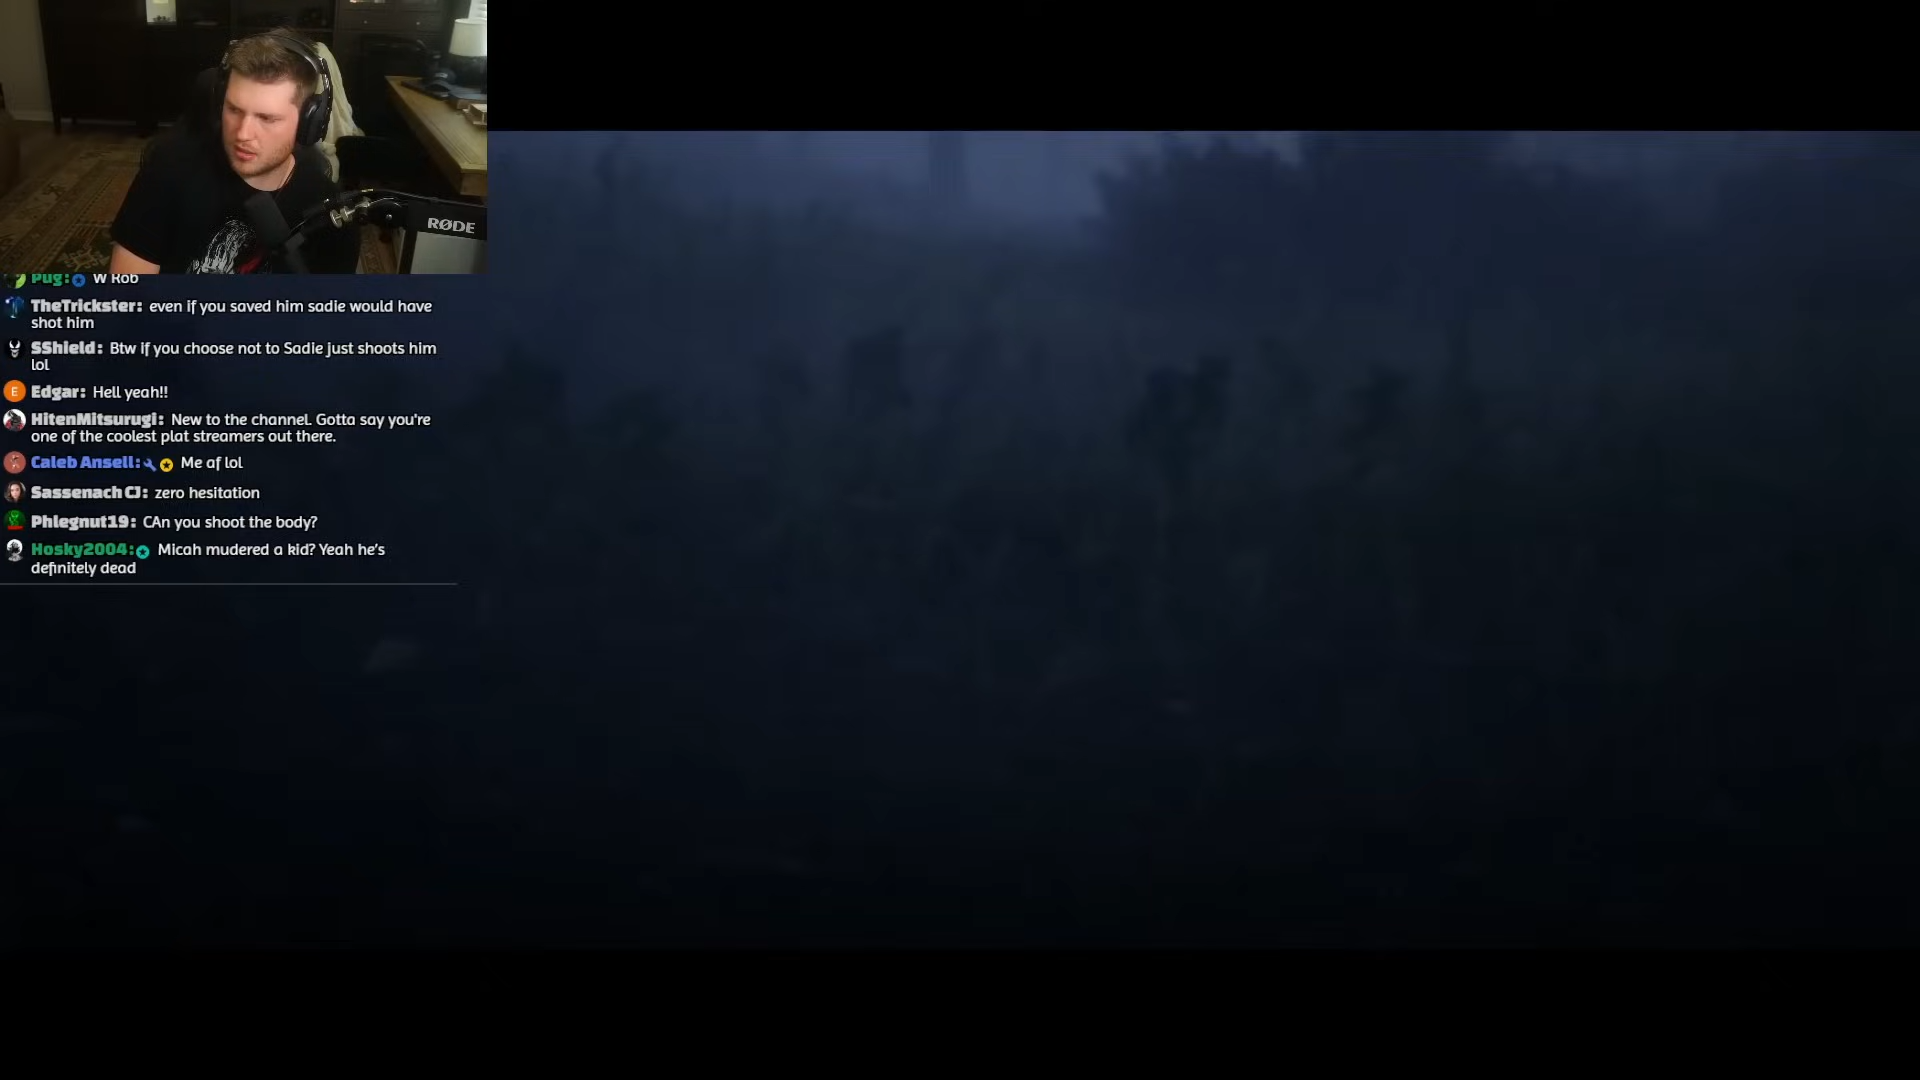 RØDE
Pug: W Rob
TheTrickster: even if you saved him sadie would have
shot him
SShield: Btw if you choose not to Sadie just shoots him
lol
E Edgar: Hell yeah!!
HitenMitsurugi: New to the channel. Gotta say you're
one of the coolest plat streamers out there.
Caleb Ansell: Me af lol
Sassenach CJ: zero hesitation
Phlegnut19: CAn you shoot the body?
Hosky2004: Micah mudered a kid? Yeah he's
definitely dead